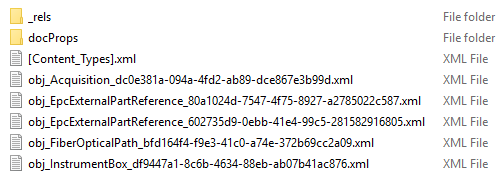 _rels File folder
docProps File folder
[Content_Types].xml XML File
obj_Acquisition_dc0e381a-094a-4fd2-ab89-dce867e3b99d.xml XML File
obj_EpcExternalPartReference_80a1024d-7547-4f75-8927-a2785022c587.xml XML File
obj_EpcExternalPartReference_602735d9-0ebb-41e4-99c5-281582916805.xml XML File
obj_FiberOpticalPath_bfd164f4-f9e3-41c0-a74e-372b69cc2a09.xml XML File
obj_InstrumentBox_df9447a1-8c6b-4634-88eb-ab07b41ac876.xml XML File